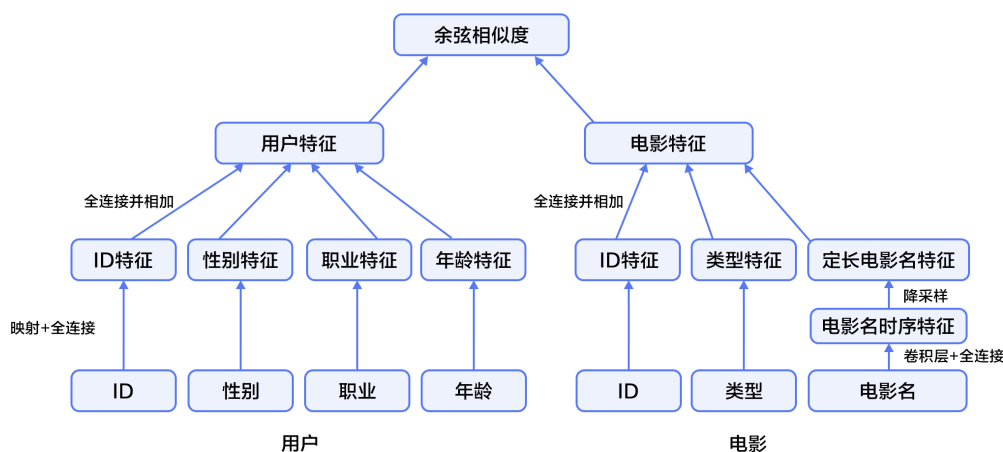 余弦相似度
用户特征
电影特征
全连接并相加
全连接并相加
ID特征
性别特征
职业特征
年龄特征
ID特征
类型特征
定长电影名特征
降采样
映射+全连接
电影名时序特征
卷积层+全连接
ID
性别
职业
年龄
ID
类型
电影名
用户
电影